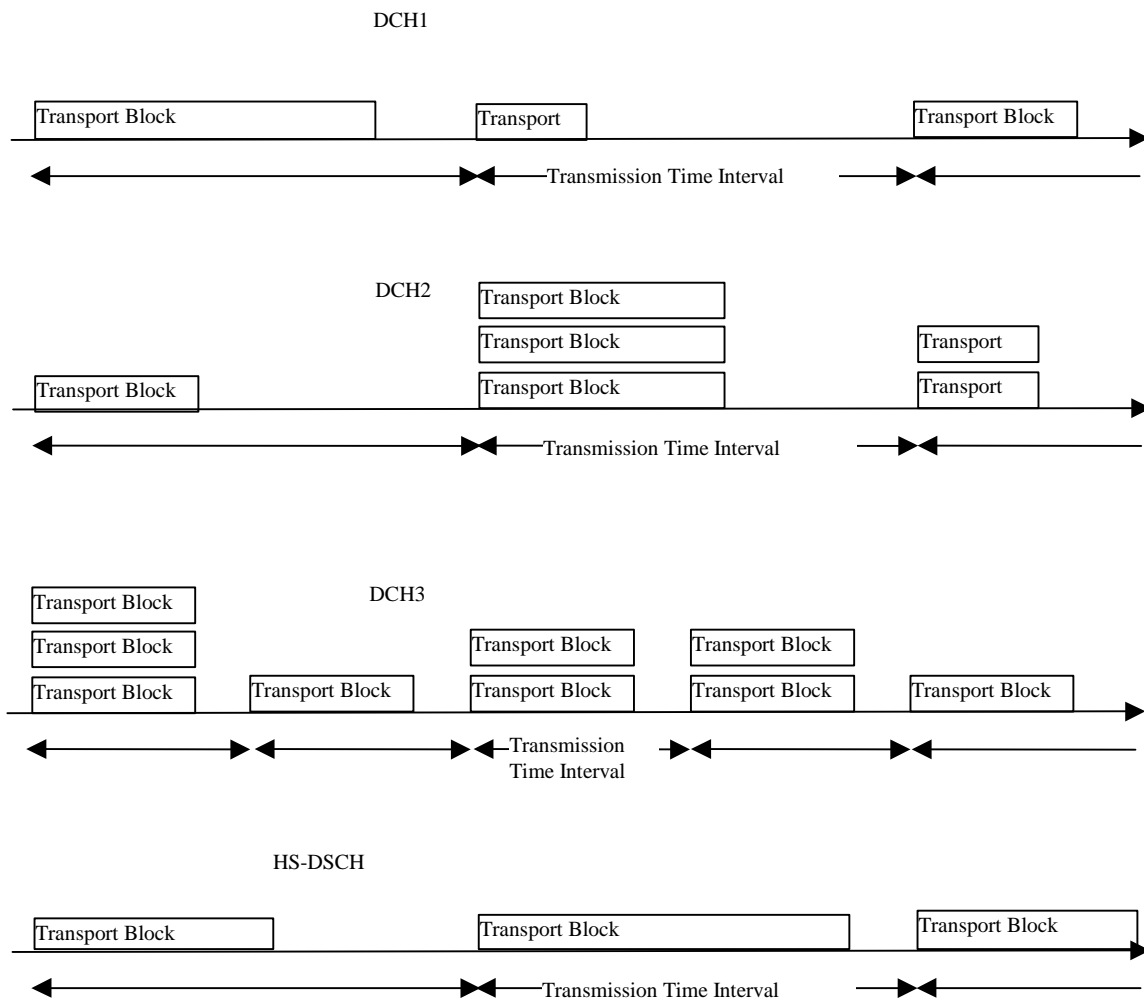 DCH1
Transport Block
Transport
Transport Block
Transmission Time Interval
DCH2
Transport Block
Transport Block
Transport
Transport Block
Transport Block
Transport
Transmission Time Interval
DCH3
Transport Block
Transport Block
Transport Block
Transport Block
Transport Block
Transport Block
Transport Block
Transport Block
Transport Block
Transmission
Time Interval
HS-DSCH
Transport Block
Transport Block
Transport Block
Transmission Time Interval